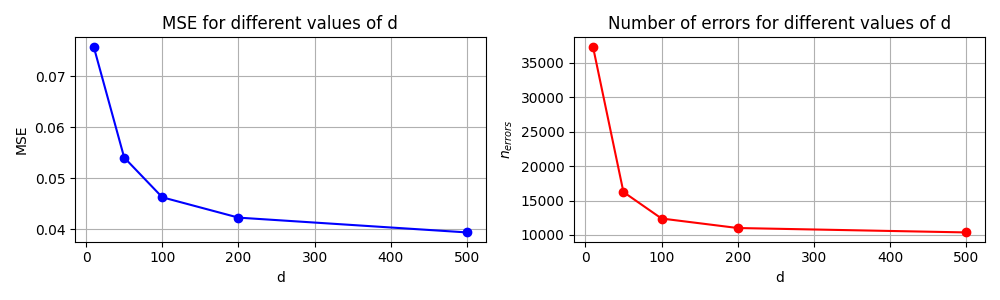 MSE for different values of d
0.07
0.06
0.05
0.04
MSE
0 100 200 300 400 500
d
Number of errors for different values of d
35000
30000
25000
20000
15000
10000
n_errors
0 100 200 300 400 500
d